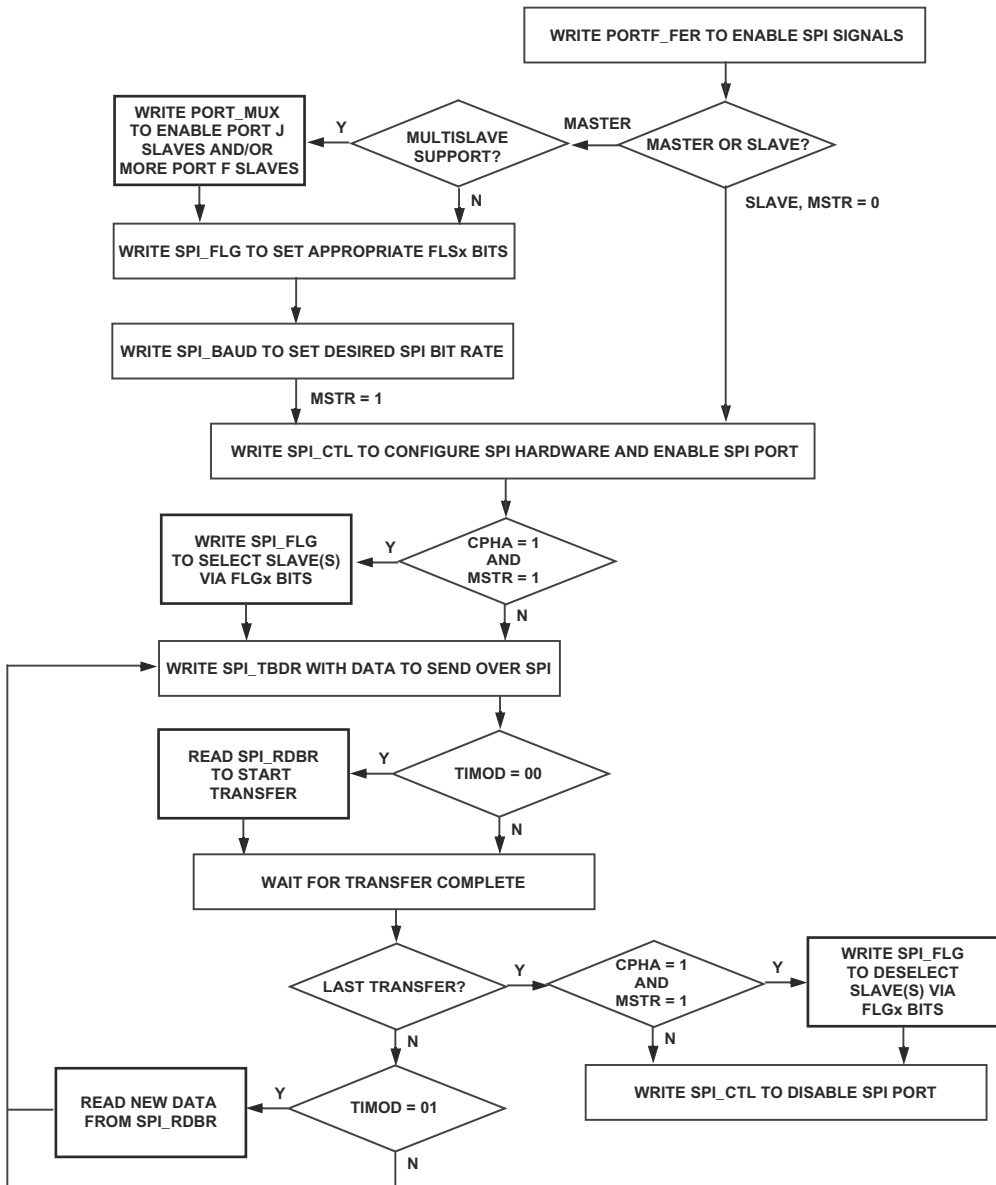 WRITE PORTF_FER TO ENABLE SPI SIGNALS
MASTER OR SLAVE?
MASTER
SLAVE, MSTR = 0
MULTISLAVE
SUPPORT?
Y
N
WRITE PORT_MUX
TO ENABLE PORT J
SLAVES AND/OR
MORE PORT F SLAVES
WRITE SPI_FLG TO SET APPROPRIATE FLSx BITS
WRITE SPI_BAUD TO SET DESIRED SPI BIT RATE
MSTR = 1
WRITE SPI_CTL TO CONFIGURE SPI HARDWARE AND ENABLE SPI PORT
CPHA = 1
AND
MSTR = 1
Y
N
WRITE SPI_FLG
TO SELECT SLAVE(S)
VIA FLGx BITS
WRITE SPI_TBDR WITH DATA TO SEND OVER SPI
TIMOD = 00
Y
N
READ SPI_RDBR
TO START
TRANSFER
WAIT FOR TRANSFER COMPLETE
LAST TRANSFER?
Y
N
CPHA = 1
AND
MSTR = 1
Y
N
WRITE SPI_FLG
TO DESELECT
SLAVE(S) VIA
FLGx BITS
WRITE SPI_CTL TO DISABLE SPI PORT
TIMOD = 01
Y
N
READ NEW DATA
FROM SPI_RDBR